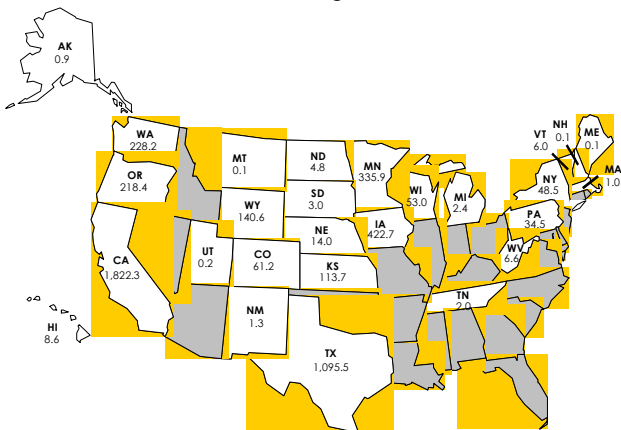 AK
0.9
WA
228.2
OR
218.4
CA
1,822.3
HI
8.6
MT
0.1
WY
140.6
UT
0.2
CO
61.2
NM
1.3
ND
4.8
SD
3.0
NE
14.0
KS
113.7
TX
1,095.5
MN
335.9
IA
422.7
WI
53.0
MI
2.4
TN
2.0
WV
6.6
PA
34.5
NY
48.5
VT
6.0
NH
0.1
ME
0.1
MA
1.0